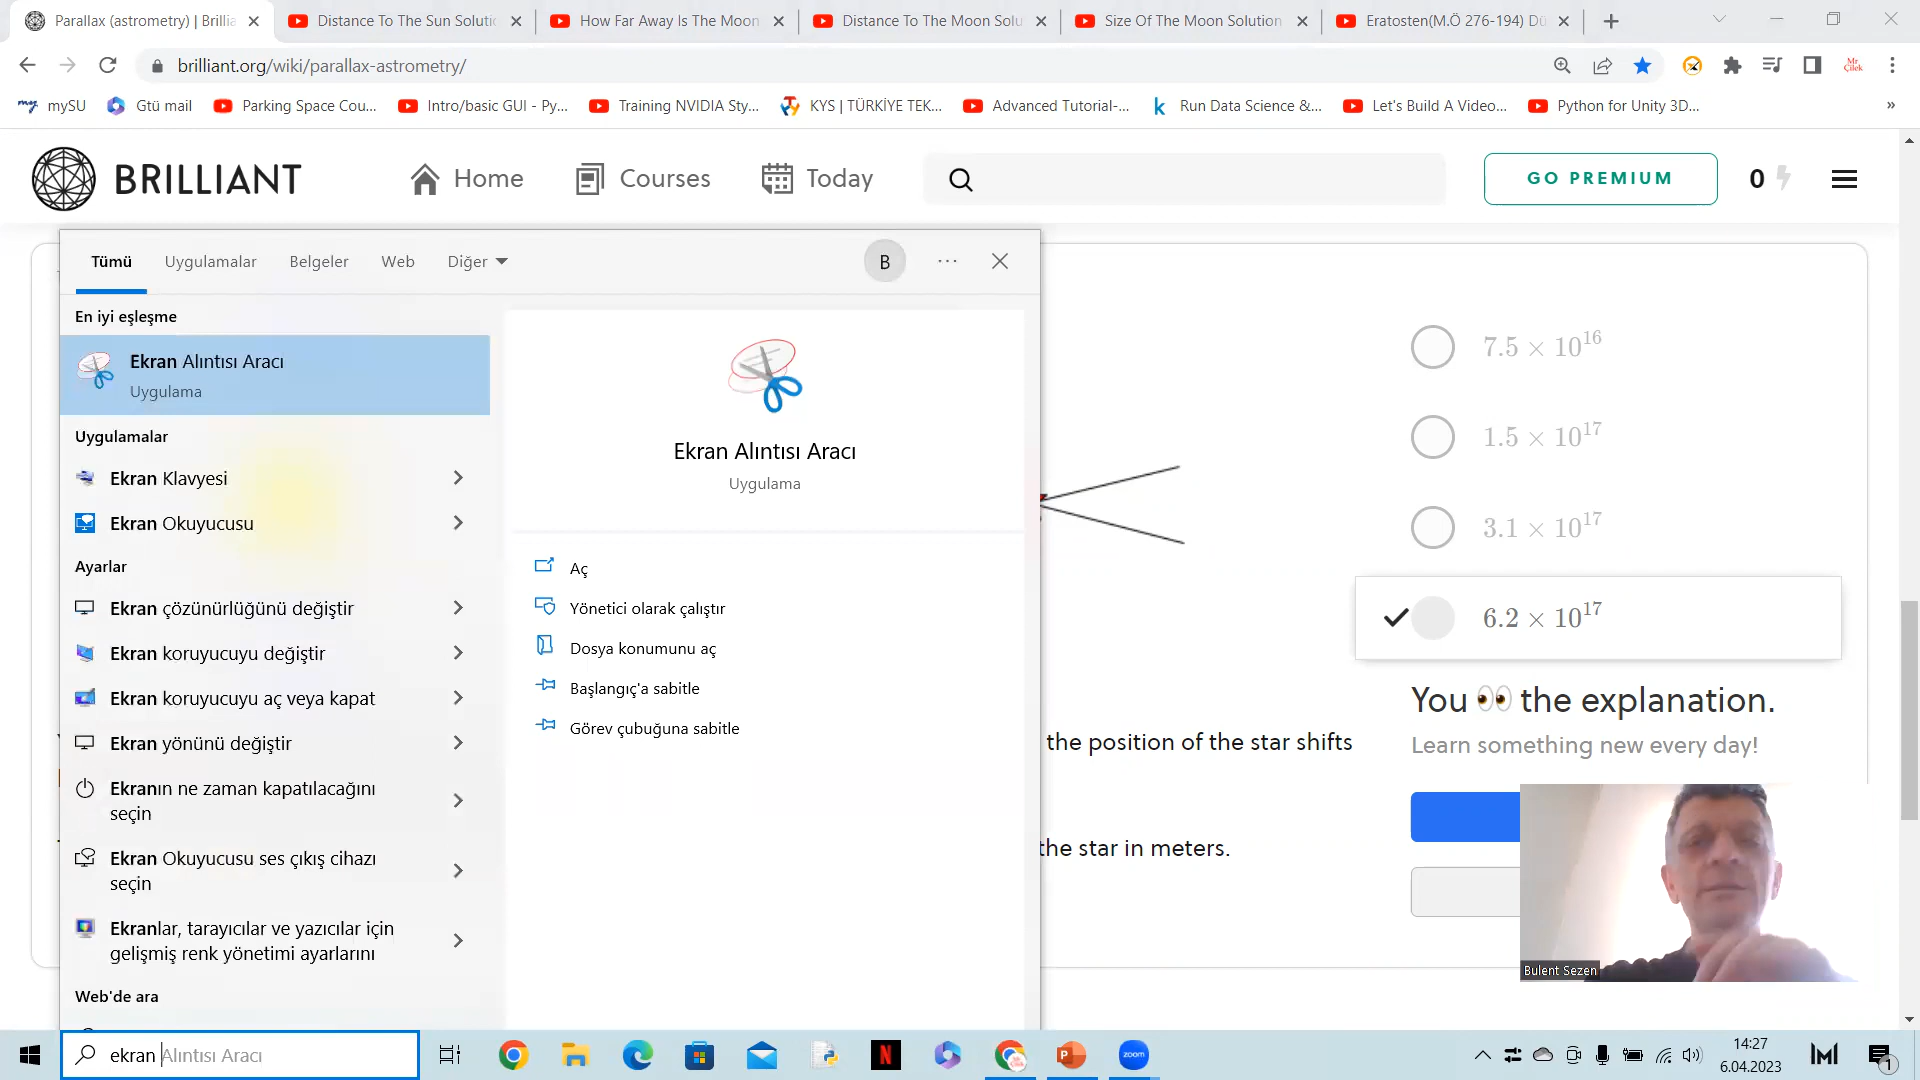 Parallax (astrometry) | Brillia
Distance To The Sun Solutic
How Far Away Is The Moon
Distance To The Moon Solu
Size Of The Moon Solution
Eratosten(M.Ö 276-194) Dü
brilliant.org/wiki/parallax-astrometry/
Mr Çilek
mySU
Gtü mail
Parking Space Cou...
Intro/basic GUI - Py...
Training NVIDIA Sty...
KYS | TÜRKİYE TEK...
Advanced Tutorial-...
Run Data Science &...
Let's Build A Video...
Python for Unity 3D...
»
BRILLIANT
Home
Courses
Today
GO PREMIUM
0
Tümü
Uygulamalar
Belgeler
Web
Diğer
B
En iyi eşleşme
Ekran Alıntısı Aracı
Uygulama
Uygulamalar
Ekran Klavyesi
Ekran Okuyucusu
Ayarlar
Ekran çözünürlüğünü değiştir
Ekran koruyucuyu değiştir
Ekran koruyucuyu aç veya kapat
Ekran yönünü değiştir
Ekranın ne zaman kapatılacağını
seçin
Ekran Okuyucusu ses çıkış cihazı
seçin
Ekranlar, tarayıcılar ve yazıcılar için
gelişmiş renk yönetimi ayarlarını
Web'de ara
Ekran Alıntısı Aracı
Uygulama
Aç
Yönetici olarak çalıştır
Dosya konumunu aç
Başlangıç'a sabitle
Görev çubuğuna sabitle
7.5 × 10¹⁶
1.5 × 10¹⁷
3.1 × 10¹⁷
6.2 × 10¹⁷
You 👀 the explanation.
Learn something new every day!
the position of the star shifts
the star in meters.
Bulent Sezen
ekran Alıntısı Aracı
zoom
14:27
6.04.2023
1